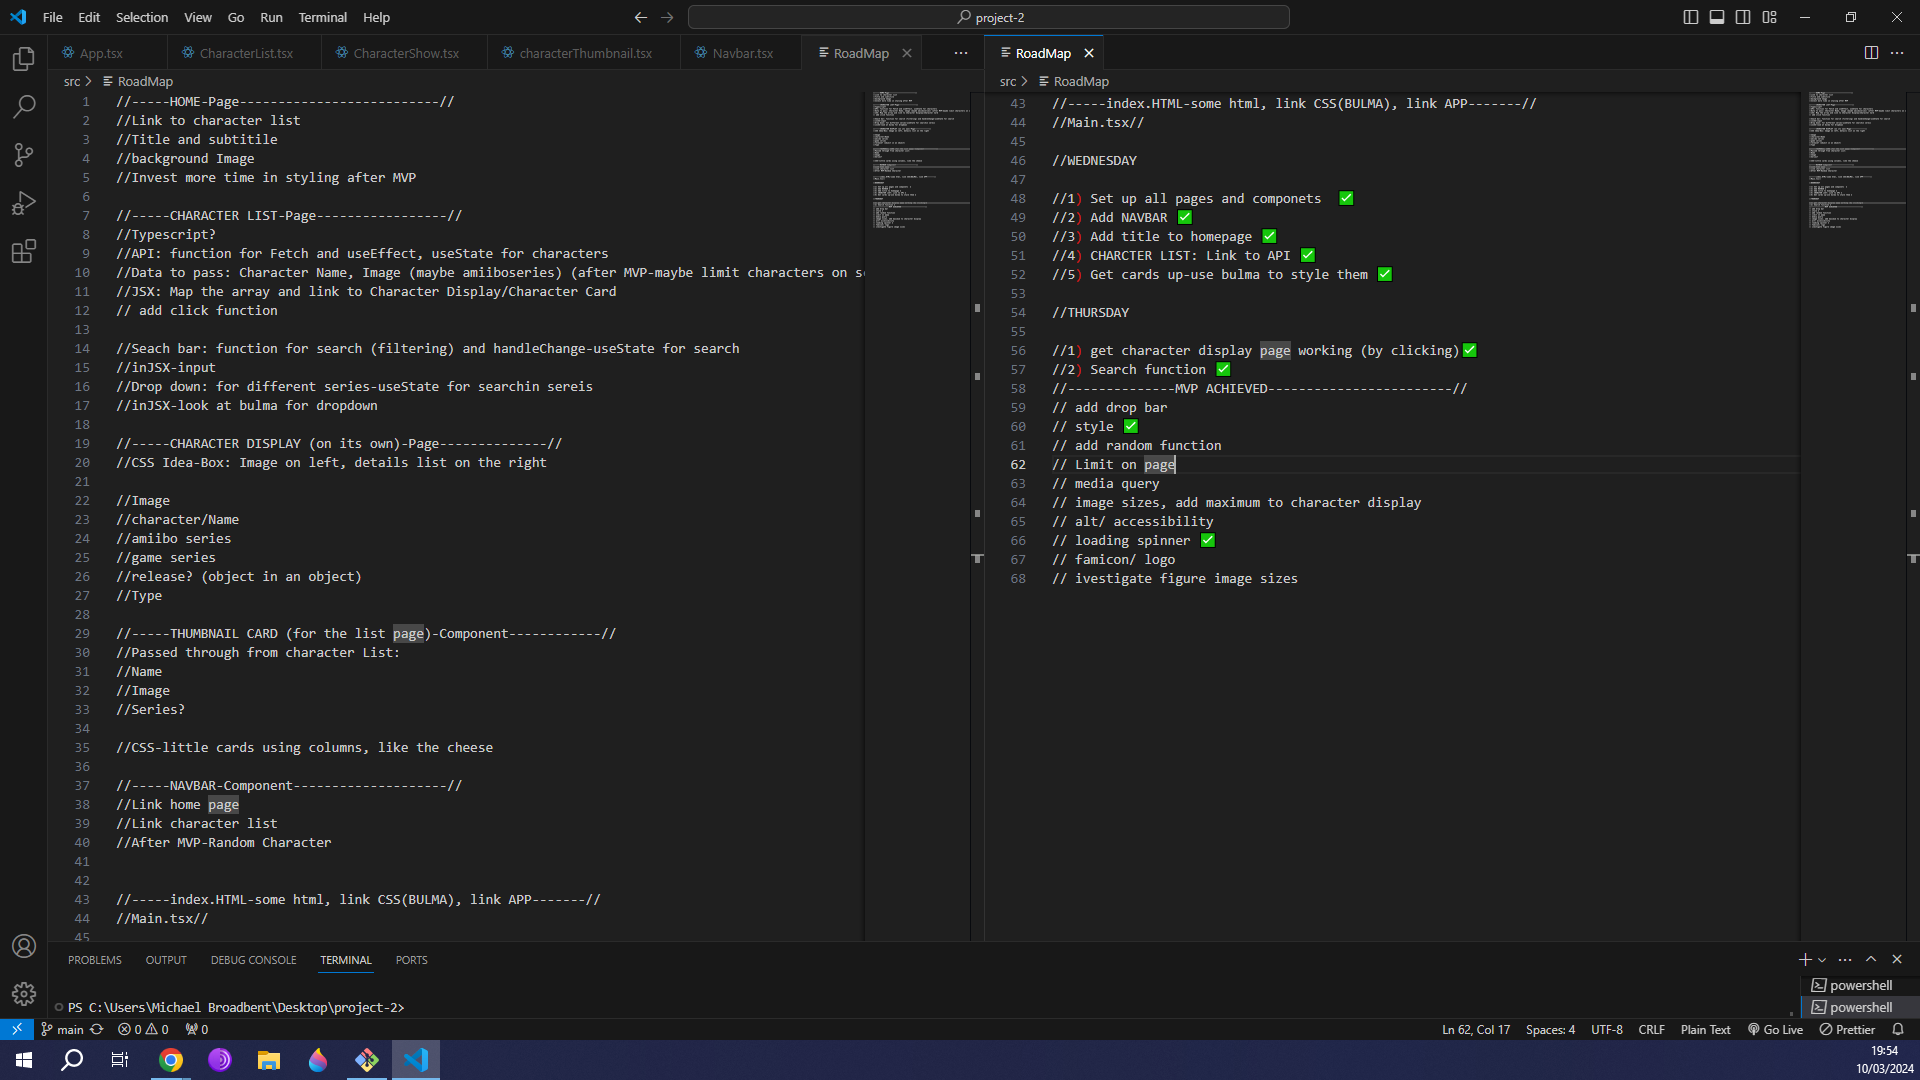 File Edit Selection View Go Run Terminal Help
project-2
App.tsx CharacterList.tsx CharacterShow.tsx characterThumbnail.tsx Navbar.tsx RoadMap
src > RoadMap
1 //-----HOME-Page--------------------------//
2 //Link to character list
3 //Title and subtitile
4 //background Image
5 //Invest more time in styling after MVP
6
7 //-----CHARACTER LIST-Page-----------------//
8 //Typescript?
9 //API: function for Fetch and useEffect, useState for characters
10 //Data to pass: Character Name, Image (maybe amiiboseries) (after MVP-maybe limit characters on s
11 //JSX: Map the array and link to Character Display/Character Card
12 // add click function
13
14 //Seach bar: function for search (filtering) and handleChange-useState for search
15 //inJSX-input
16 //Drop down: for different series-useState for searchin sereis
17 //inJSX-look at bulma for dropdown
18
19 //-----CHARACTER DISPLAY (on its own)-Page--------------//
20 //CSS Idea-Box: Image on left, details list on the right
21
22 //Image
23 //character/Name
24 //amiibo series
25 //game series
26 //release? (object in an object)
27 //Type
28
29 //-----THUMBNAIL CARD (for the list page)-Component------------//
30 //Passed through from character List:
31 //Name
32 //Image
33 //Series?
34
35 //CSS-little cards using columns, like the cheese
36
37 //-----NAVBAR-Component--------------------//
38 //Link home page
39 //Link character list
40 //After MVP-Random Character
41
42
43 //-----index.HTML-some html, link CSS(BULMA), link APP-------//
44 //Main.tsx//
45
RoadMap
src > RoadMap
43 //-----index.HTML-some html, link CSS(BULMA), link APP-------//
44 //Main.tsx//
45
46 //WEDNESDAY
47
48 //1) Set up all pages and componets ✅
49 //2) Add NAVBAR ✅
50 //3) Add title to homepage ✅
51 //4) CHARCTER LIST: Link to API ✅
52 //5) Get cards up-use bulma to style them ✅
53
54 //THURSDAY
55
56 //1) get character display page working (by clicking)✅
57 //2) Search function ✅
58 //--------------MVP ACHIEVED------------------------//
59 // add drop bar
60 // style ✅
61 // add random function
62 // Limit on page
63 // media query
64 // image sizes, add maximum to character display
65 // alt/ accessibility
66 // loading spinner ✅
67 // famicon/ logo
68 // ivestigate figure image sizes
PROBLEMS OUTPUT DEBUG CONSOLE TERMINAL PORTS
PS C:\Users\Michael Broadbent\Desktop\project-2>
powershell
powershell
main 0 0 0 Ln 62, Col 17 Spaces: 4 UTF-8 CRLF Plain Text Go Live Prettier
19:54
10/03/2024